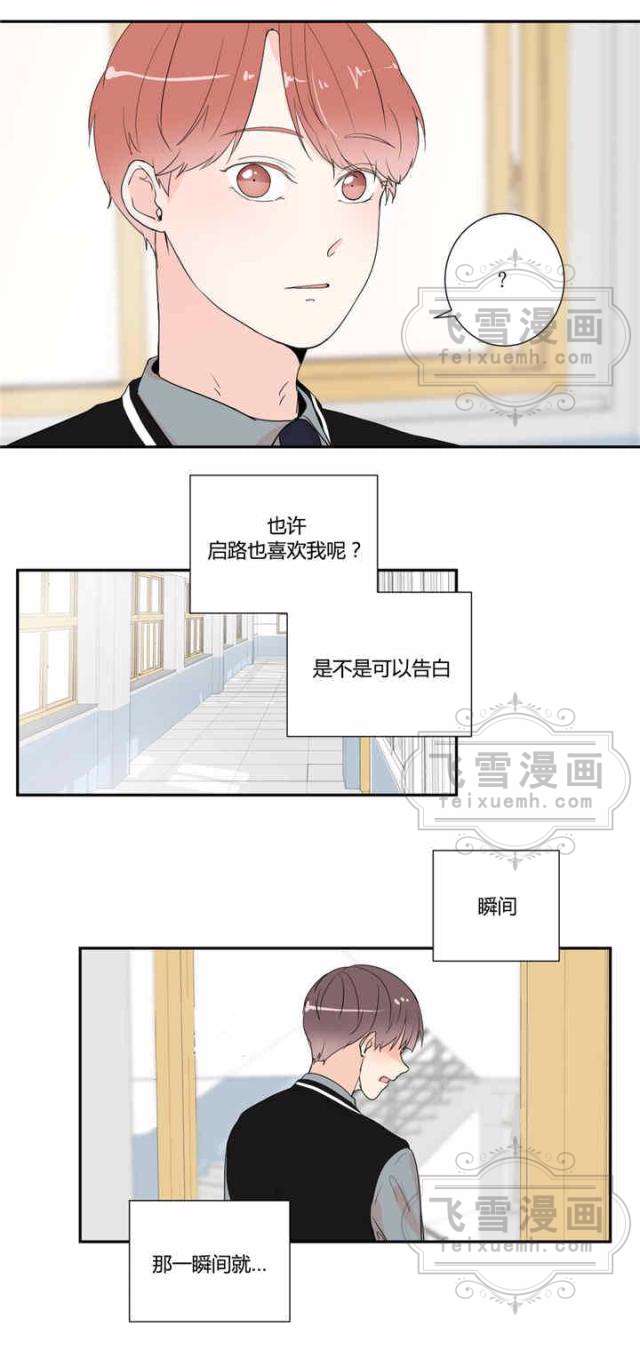 ?
飞雪漫画
feixuemh.com
也许
启路也喜欢我呢？
是不是可以告白
飞雪漫画
feixuemh.com
瞬间
飞雪漫画
feixuemh.com
那一瞬间就...